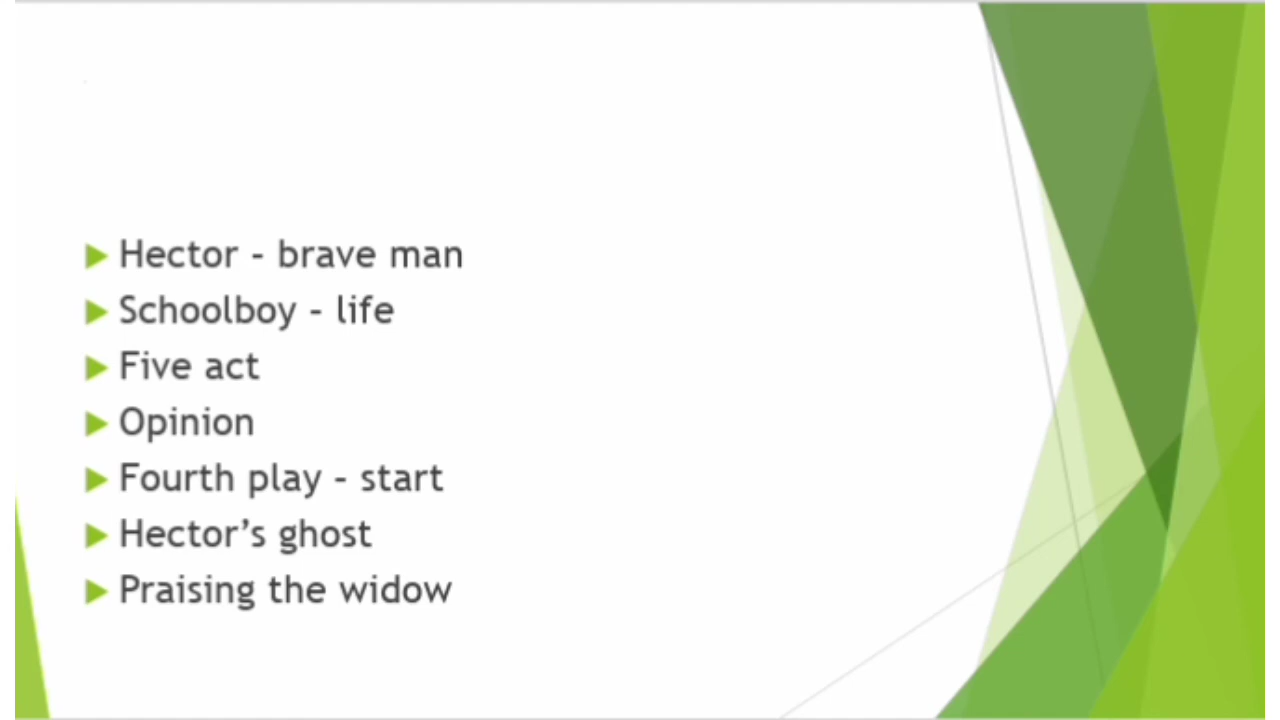 Hector – brave man
Schoolboy – life
Five act
Opinion
Fourth play – start
Hector’s ghost
Praising the widow